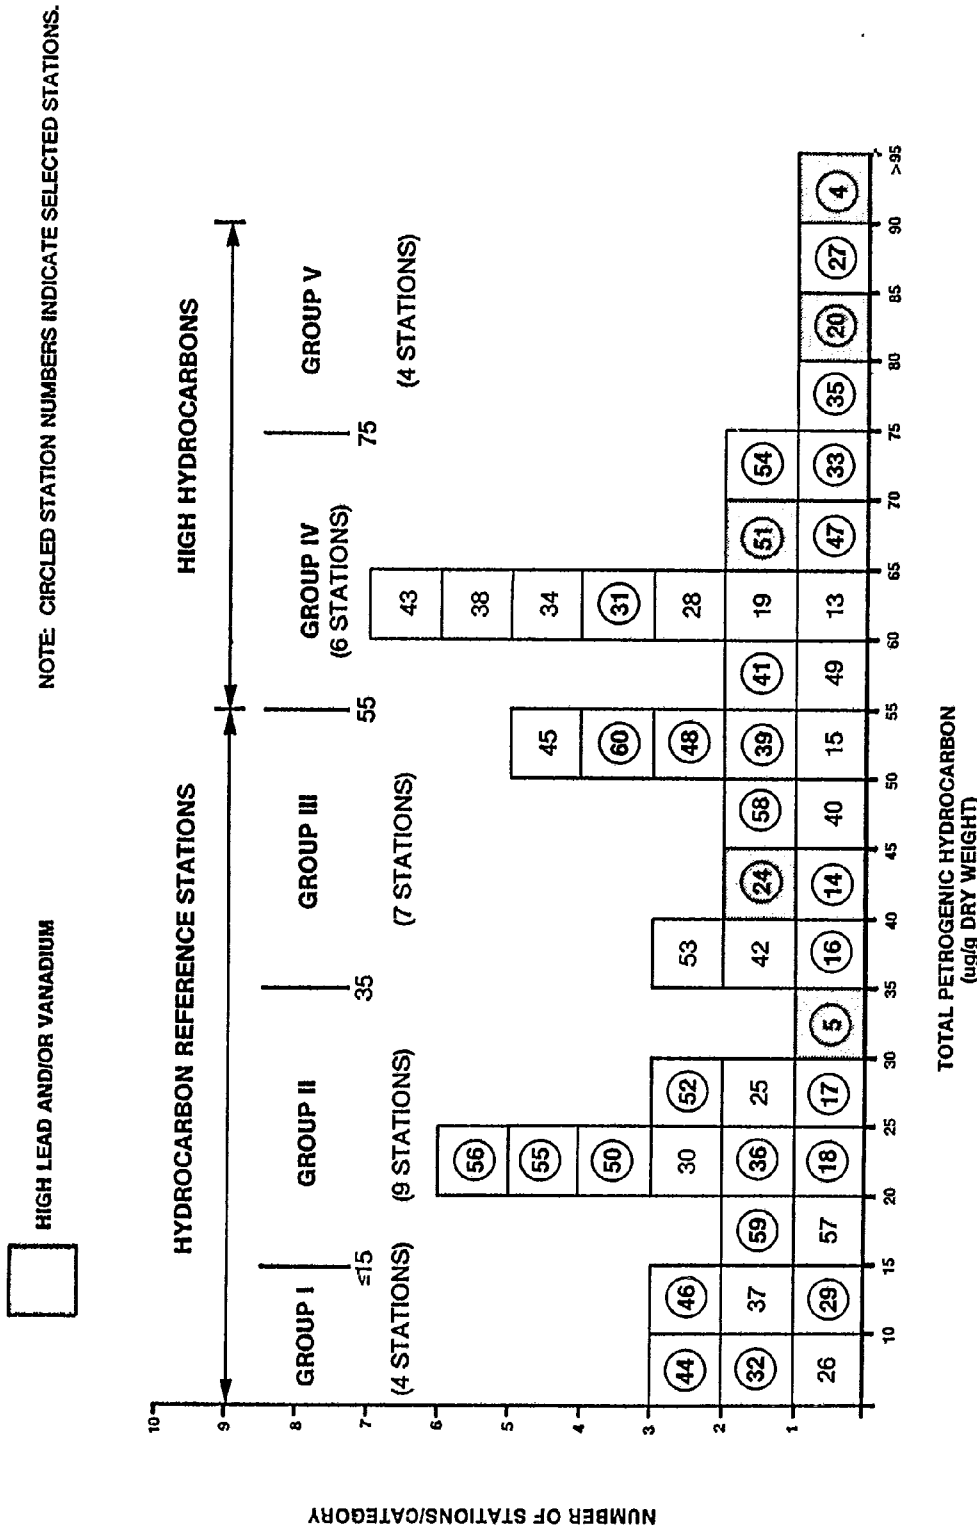 NOTE: CIRCLED STATION NUMBERS INDICATE SELECTED STATIONS.
HIGH LEAD AND/OR VANADIUM
HYDROCARBON REFERENCE STATIONS
HIGH HYDROCARBONS
GROUP I
(4 STATIONS)
≤15
GROUP II
(9 STATIONS)
35
GROUP III
(7 STATIONS)
55
GROUP IV
(6 STATIONS)
75
GROUP V
(4 STATIONS)
NUMBER OF STATIONS/CATEGORY
10
9
8
7
6
5
4
3
2
1
43
56 38
55 45 34
50 60 31
44 46 30 52 53 48 28
32 37 59 36 25 42 24 58 39 41 19 51 54
26 29 57 18 17 5 16 14 40 15 49 13 47 33 35 20 27 4
10 15 20 25 30 35 40 45 50 55 60 65 70 75 80 85 90 >95
TOTAL PETROGENIC HYDROCARBON
(ug/g DRY WEIGHT)